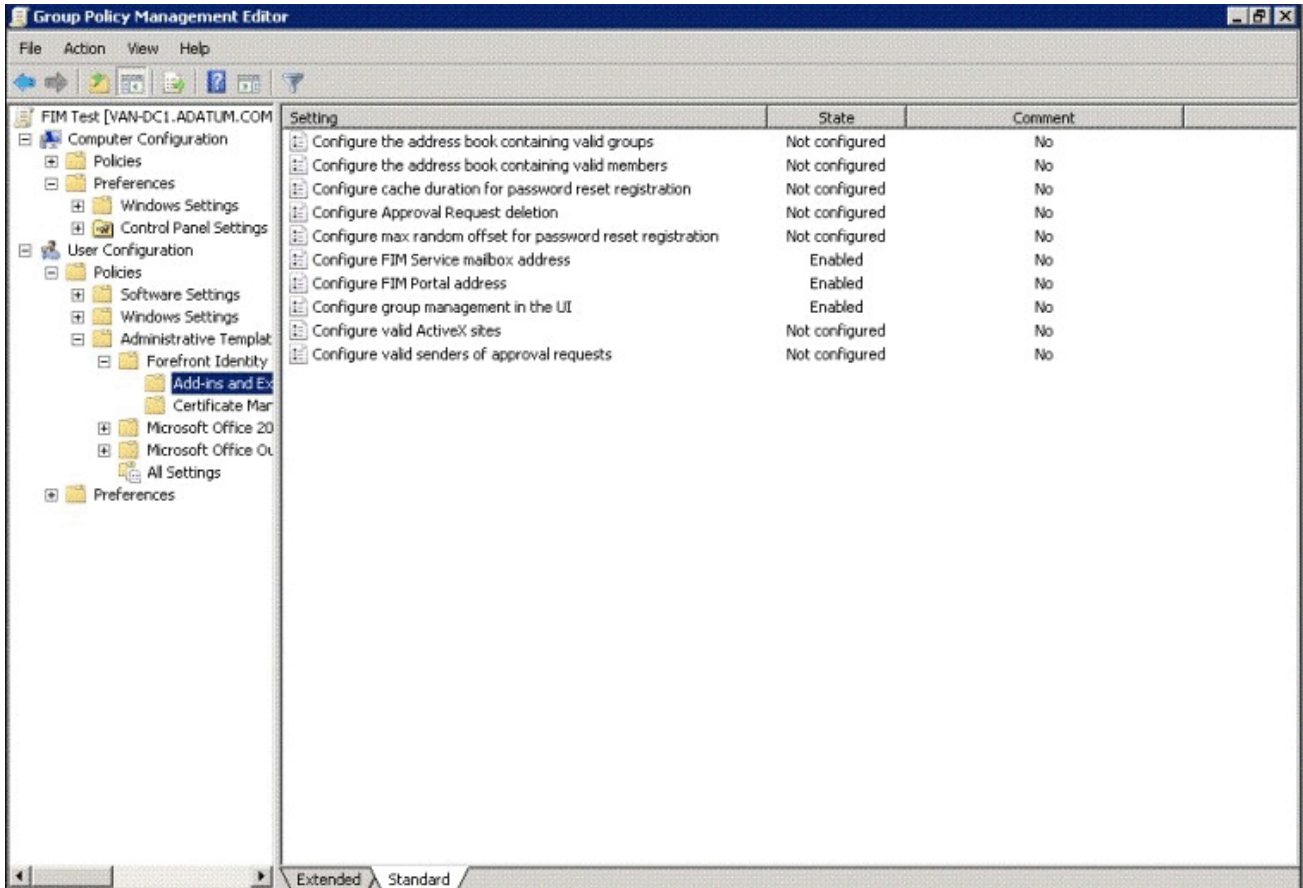 Group Policy Management Editor
File Action View Help
FIM Test [VAN-DC1.ADATUM.COM
Computer Configuration
Policies
Preferences
Windows Settings
Control Panel Settings
User Configuration
Policies
Software Settings
Windows Settings
Administrative Templat
Forefront Identity
Add-ins and Ex
Certificate Mar
Microsoft Office 20
Microsoft Office Ou
All Settings
Preferences
Setting State Comment
Configure the address book containing valid groups Not configured No
Configure the address book containing valid members Not configured No
Configure cache duration for password reset registration Not configured No
Configure Approval Request deletion Not configured No
Configure max random offset for password reset registration Not configured No
Configure FIM Service mailbox address Enabled No
Configure FIM Portal address Enabled No
Configure group management in the UI Enabled No
Configure valid ActiveX sites Not configured No
Configure valid senders of approval requests Not configured No
Extended Standard